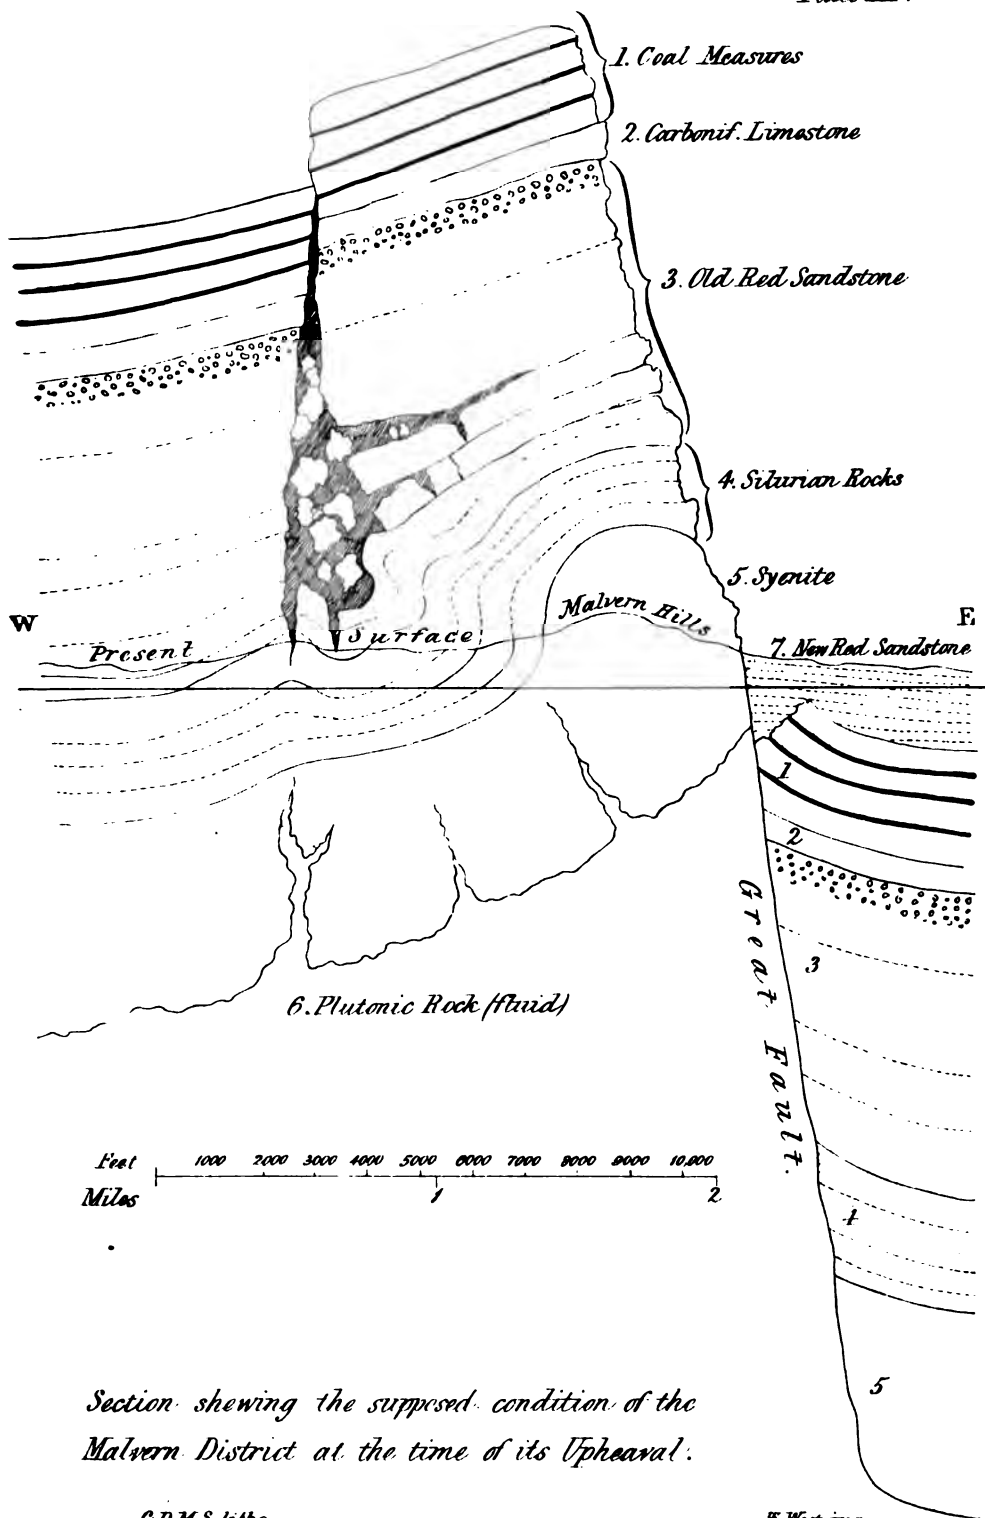 1. Coal Measures
2. Carbonif. Limestone
3. Old Red Sandstone
4. Silurian Rocks
5. Syenite
W
E
Malvern Hills
Present Surface
7. New Red Sandstone
1
2
3
4
5
Great Fault.
6. Plutonic Rock (fluid)
Feet 1000 2000 3000 4000 5000 6000 7000 8000 9000 10,000
Miles 1 2
Section shewing the supposed condition of the
Malvern District at the time of its Upheaval.